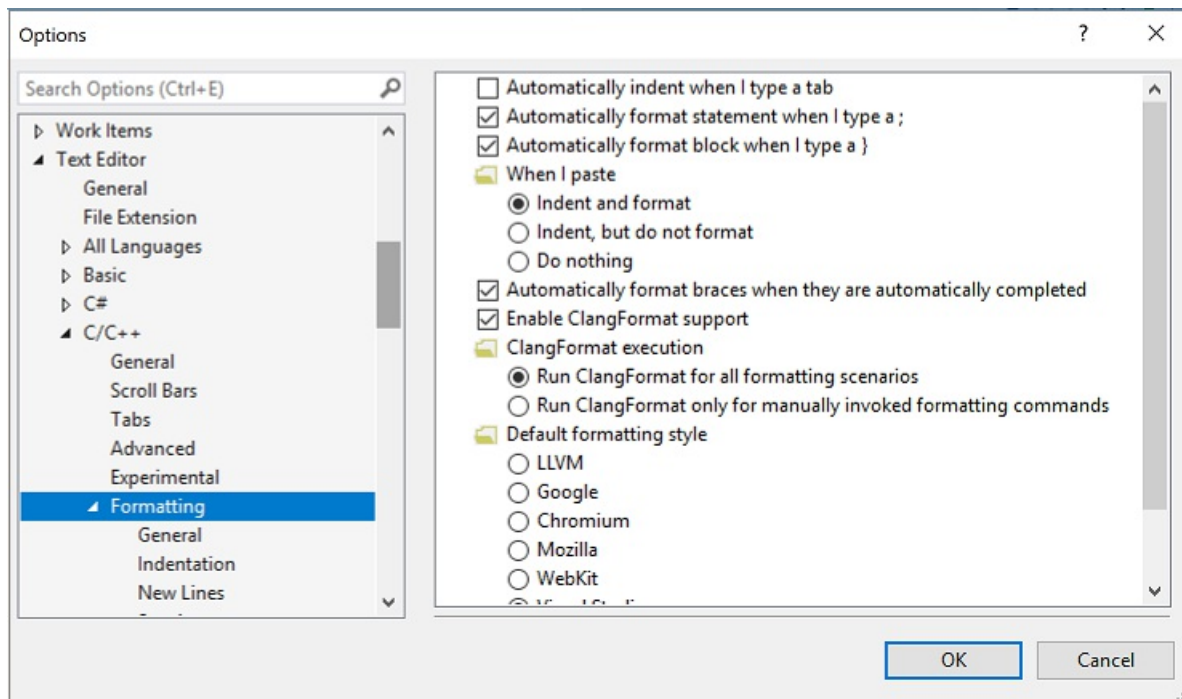 Options
?
Search Options (Ctrl+E)
Work Items
Text Editor
General
File Extension
All Languages
Basic
C#
C/C++
General
Scroll Bars
Tabs
Advanced
Experimental
Formatting
General
Indentation
New Lines
Automatically indent when I type a tab
Automatically format statement when I type a ;
Automatically format block when I type a }
When I paste
Indent and format
Indent, but do not format
Do nothing
Automatically format braces when they are automatically completed
Enable ClangFormat support
ClangFormat execution
Run ClangFormat for all formatting scenarios
Run ClangFormat only for manually invoked formatting commands
Default formatting style
LLVM
Google
Chromium
Mozilla
WebKit
OK
Cancel